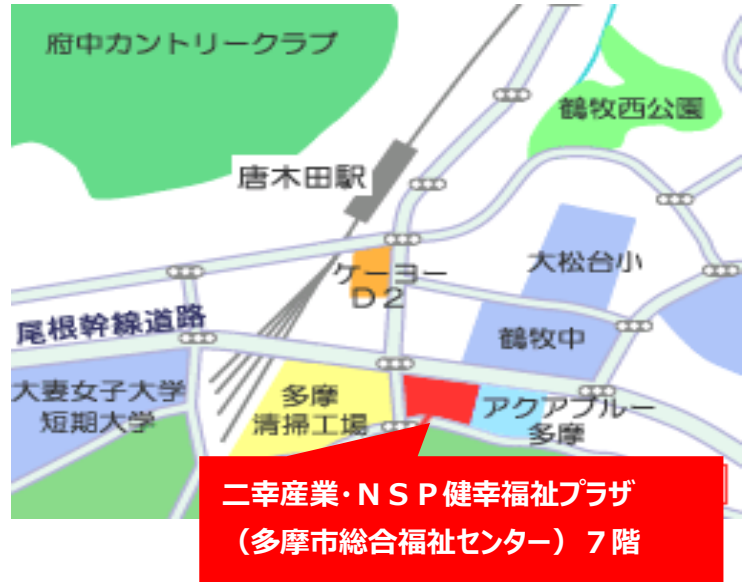 府中カントリークラブ
鶴牧西公園
唐木田駅
大松台小
ケーヨー
D2
尾根幹線道路
鶴牧中
大妻女子大学
短期大学
多摩
清掃工場
アクアブルー
多摩
二幸産業・ＮＳＰ健幸福祉プラザ
（多摩市総合福祉センター）７階